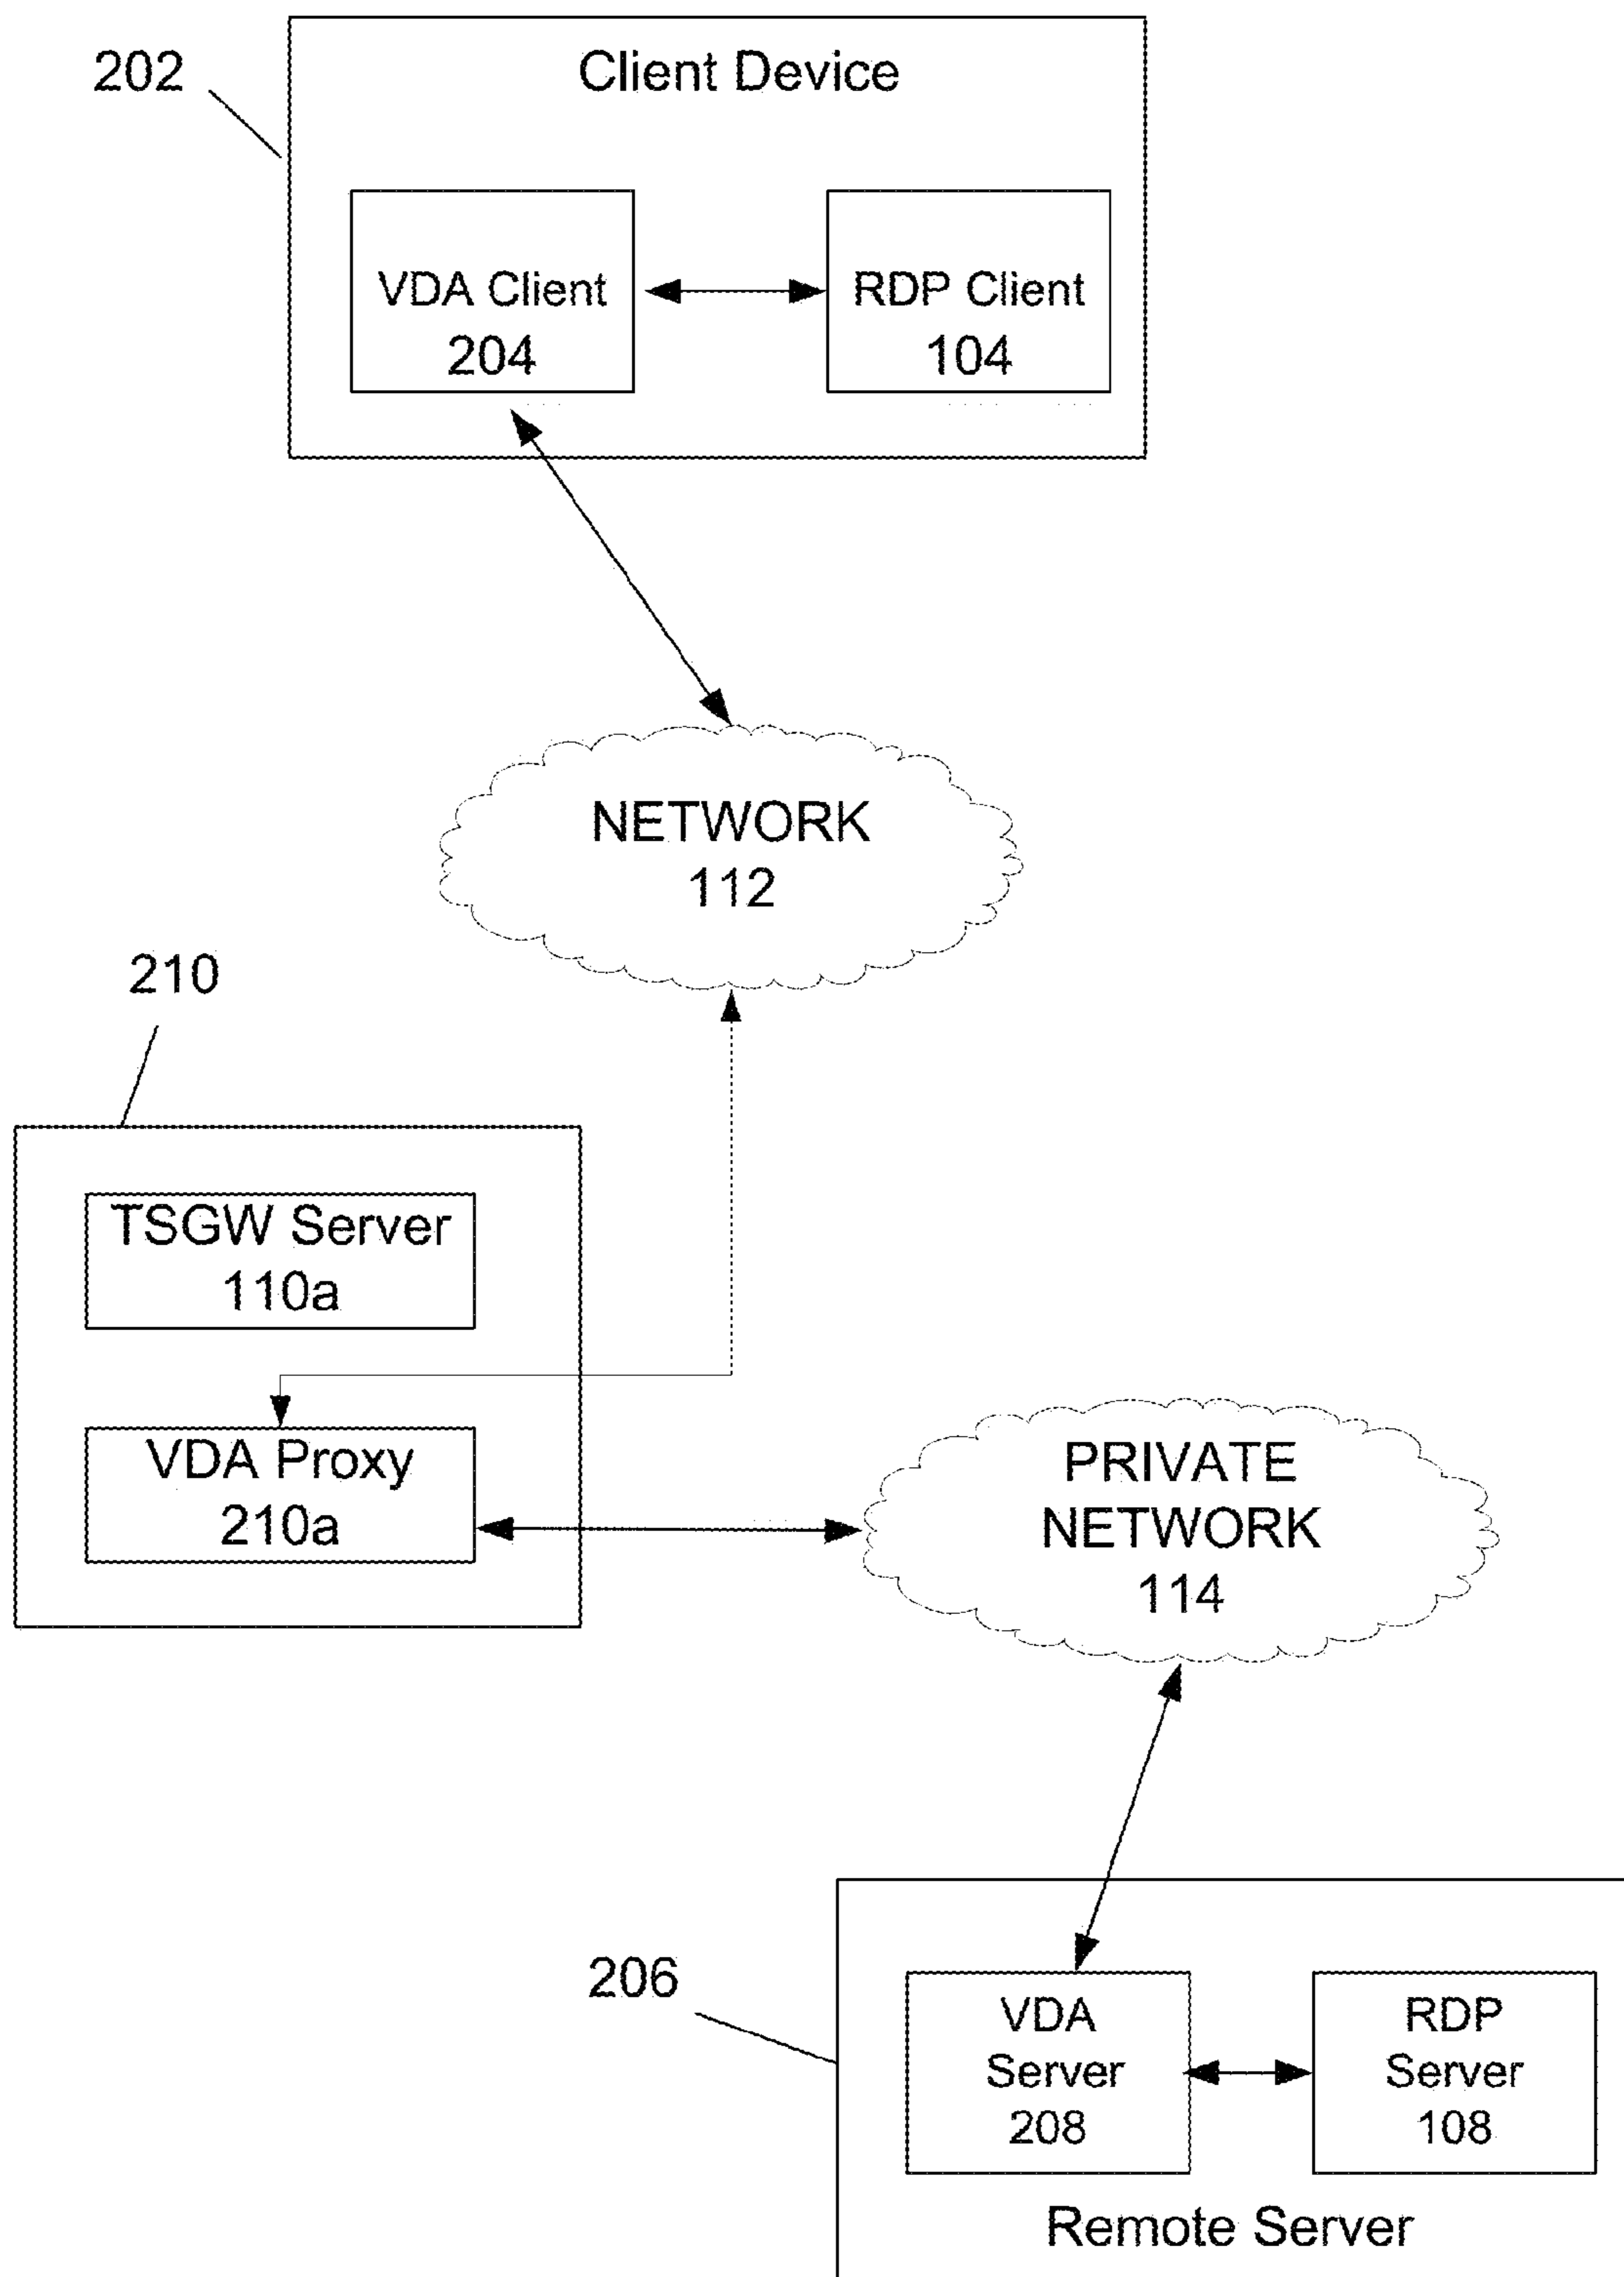 202
Client Device
VDA Client
204
RDP Client
104
NETWORK
112
210
TSGW Server
110a
VDA Proxy
210a
PRIVATE
NETWORK
114
206
VDA
Server
208
RDP
Server
108
Remote Server